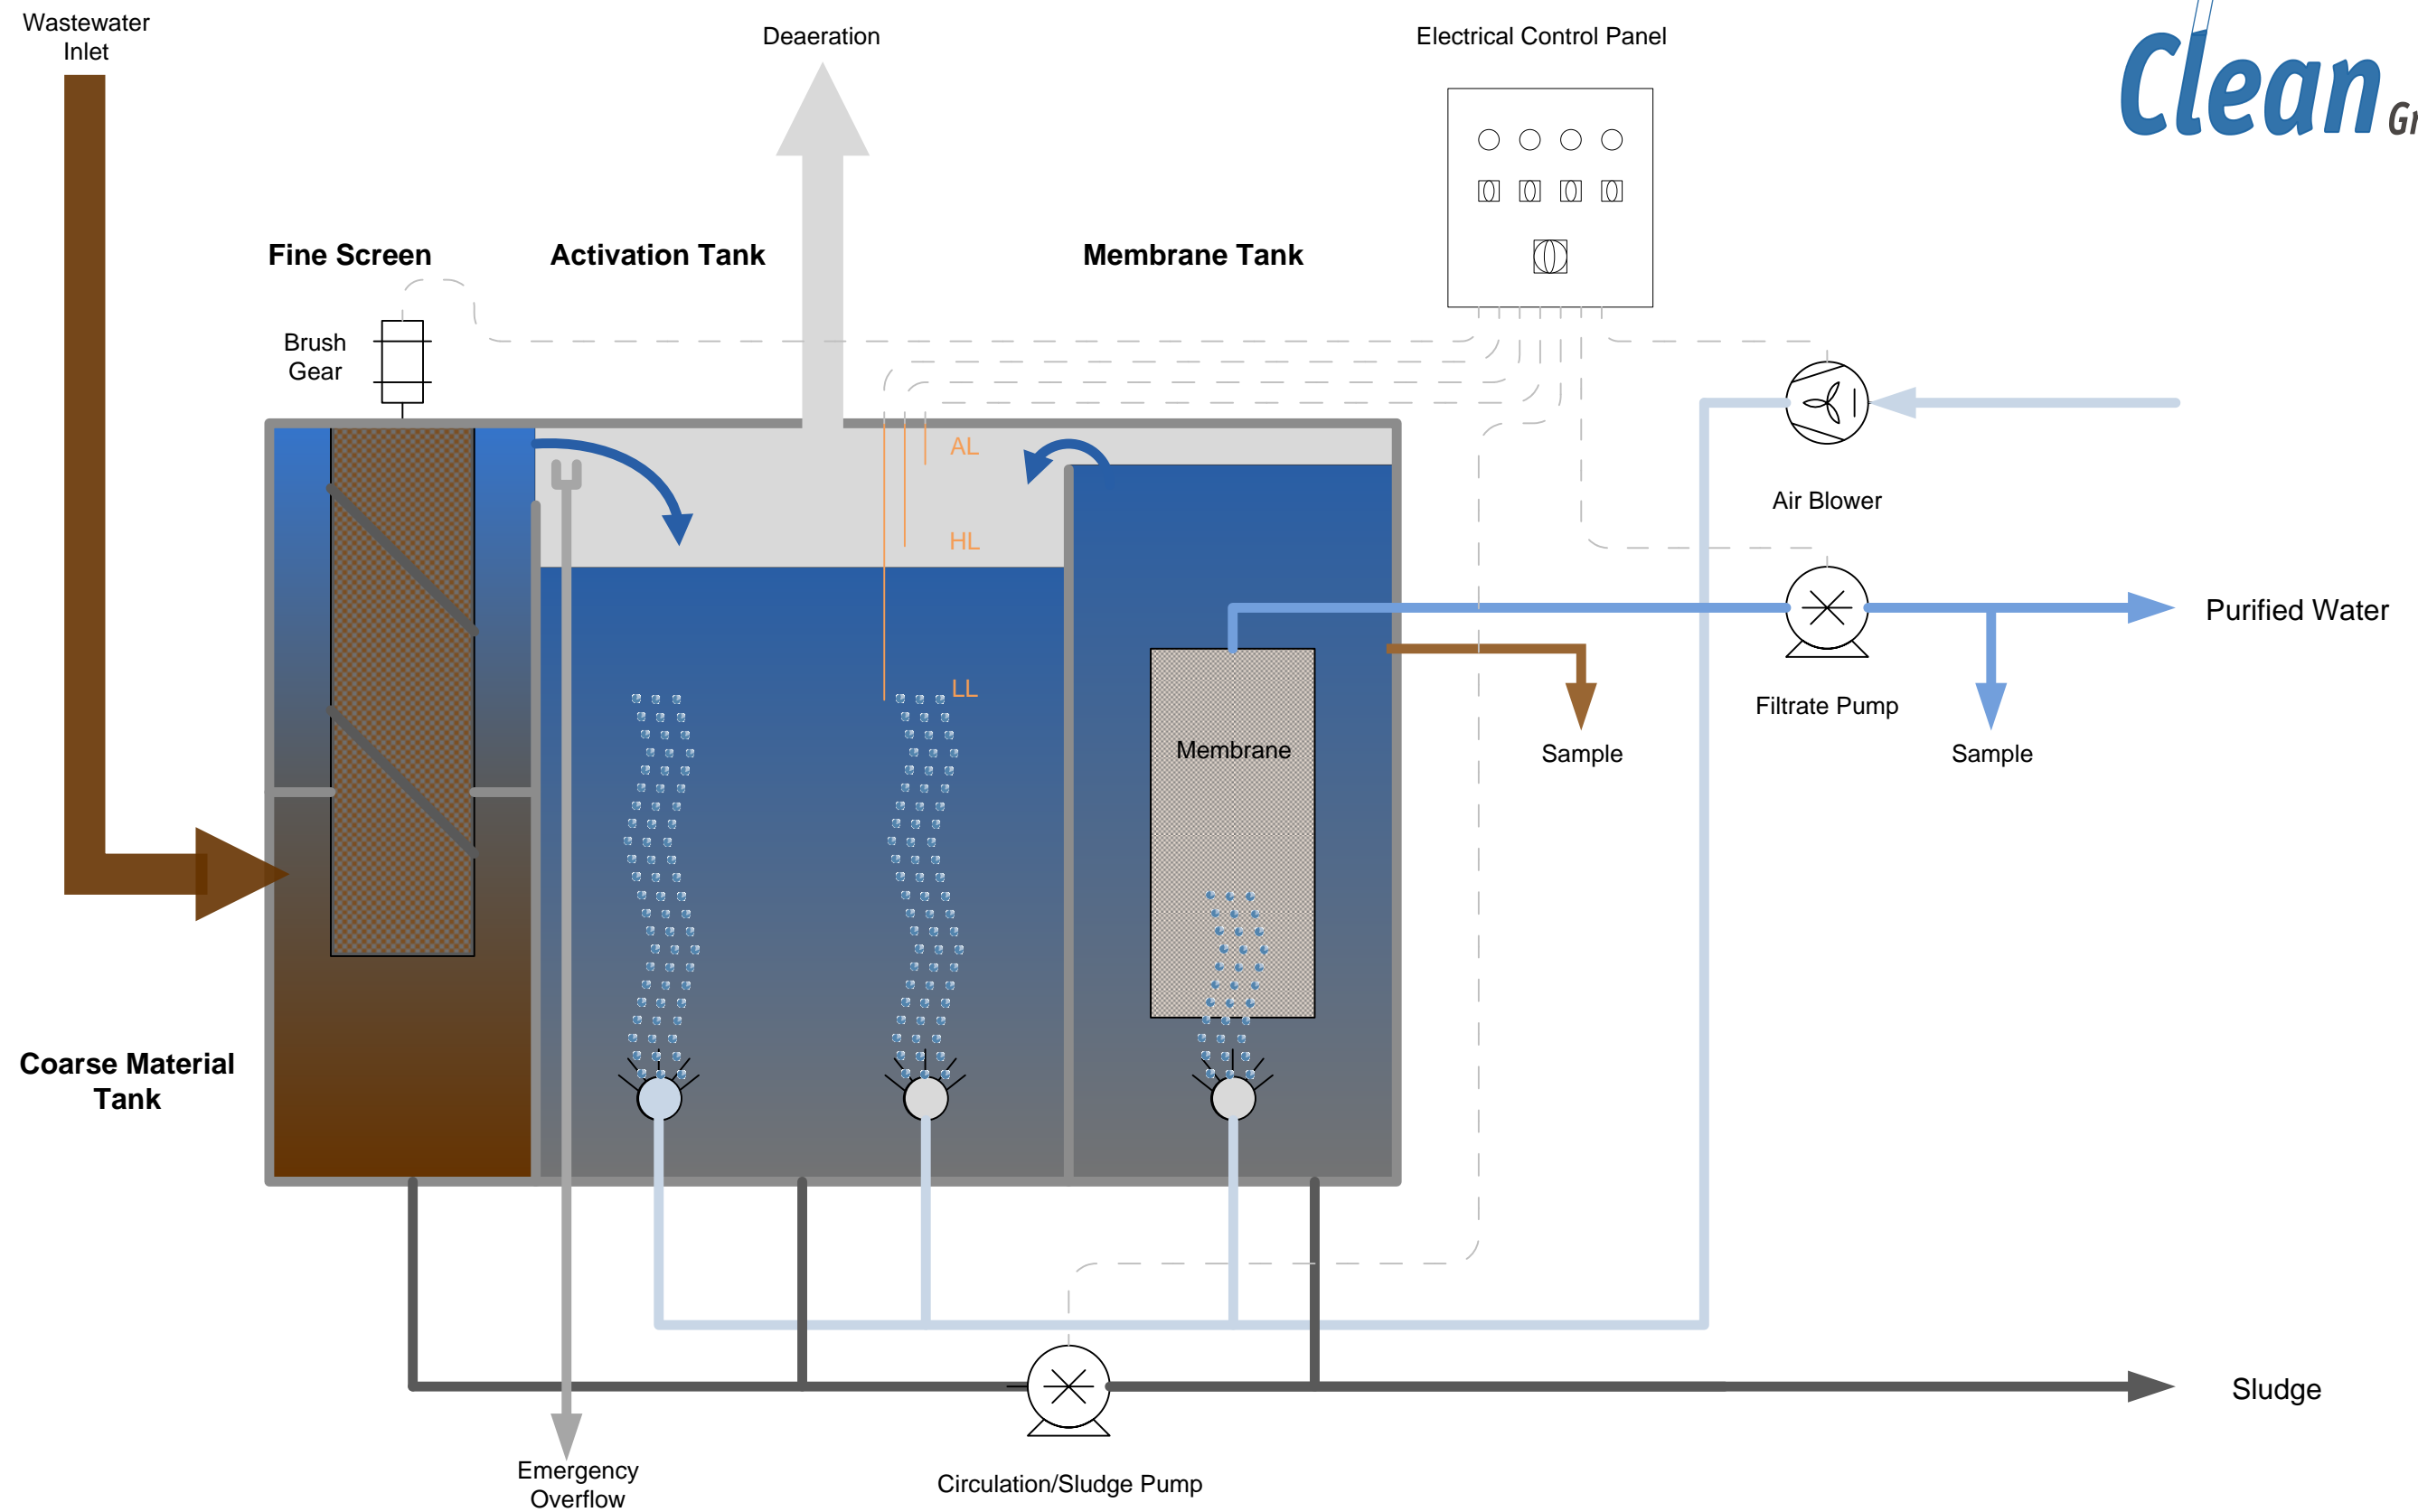 Wastewater
Inlet
Deaeration
Electrical Control Panel
Clean
Fine Screen
Activation Tank
Membrane Tank
Brush
Gear
AL
HL
LL
Air Blower
Purified Water
Filtrate Pump
Sample
Sample
Membrane
Coarse Material
Tank
Sludge
Emergency
Overflow
Circulation/Sludge Pump